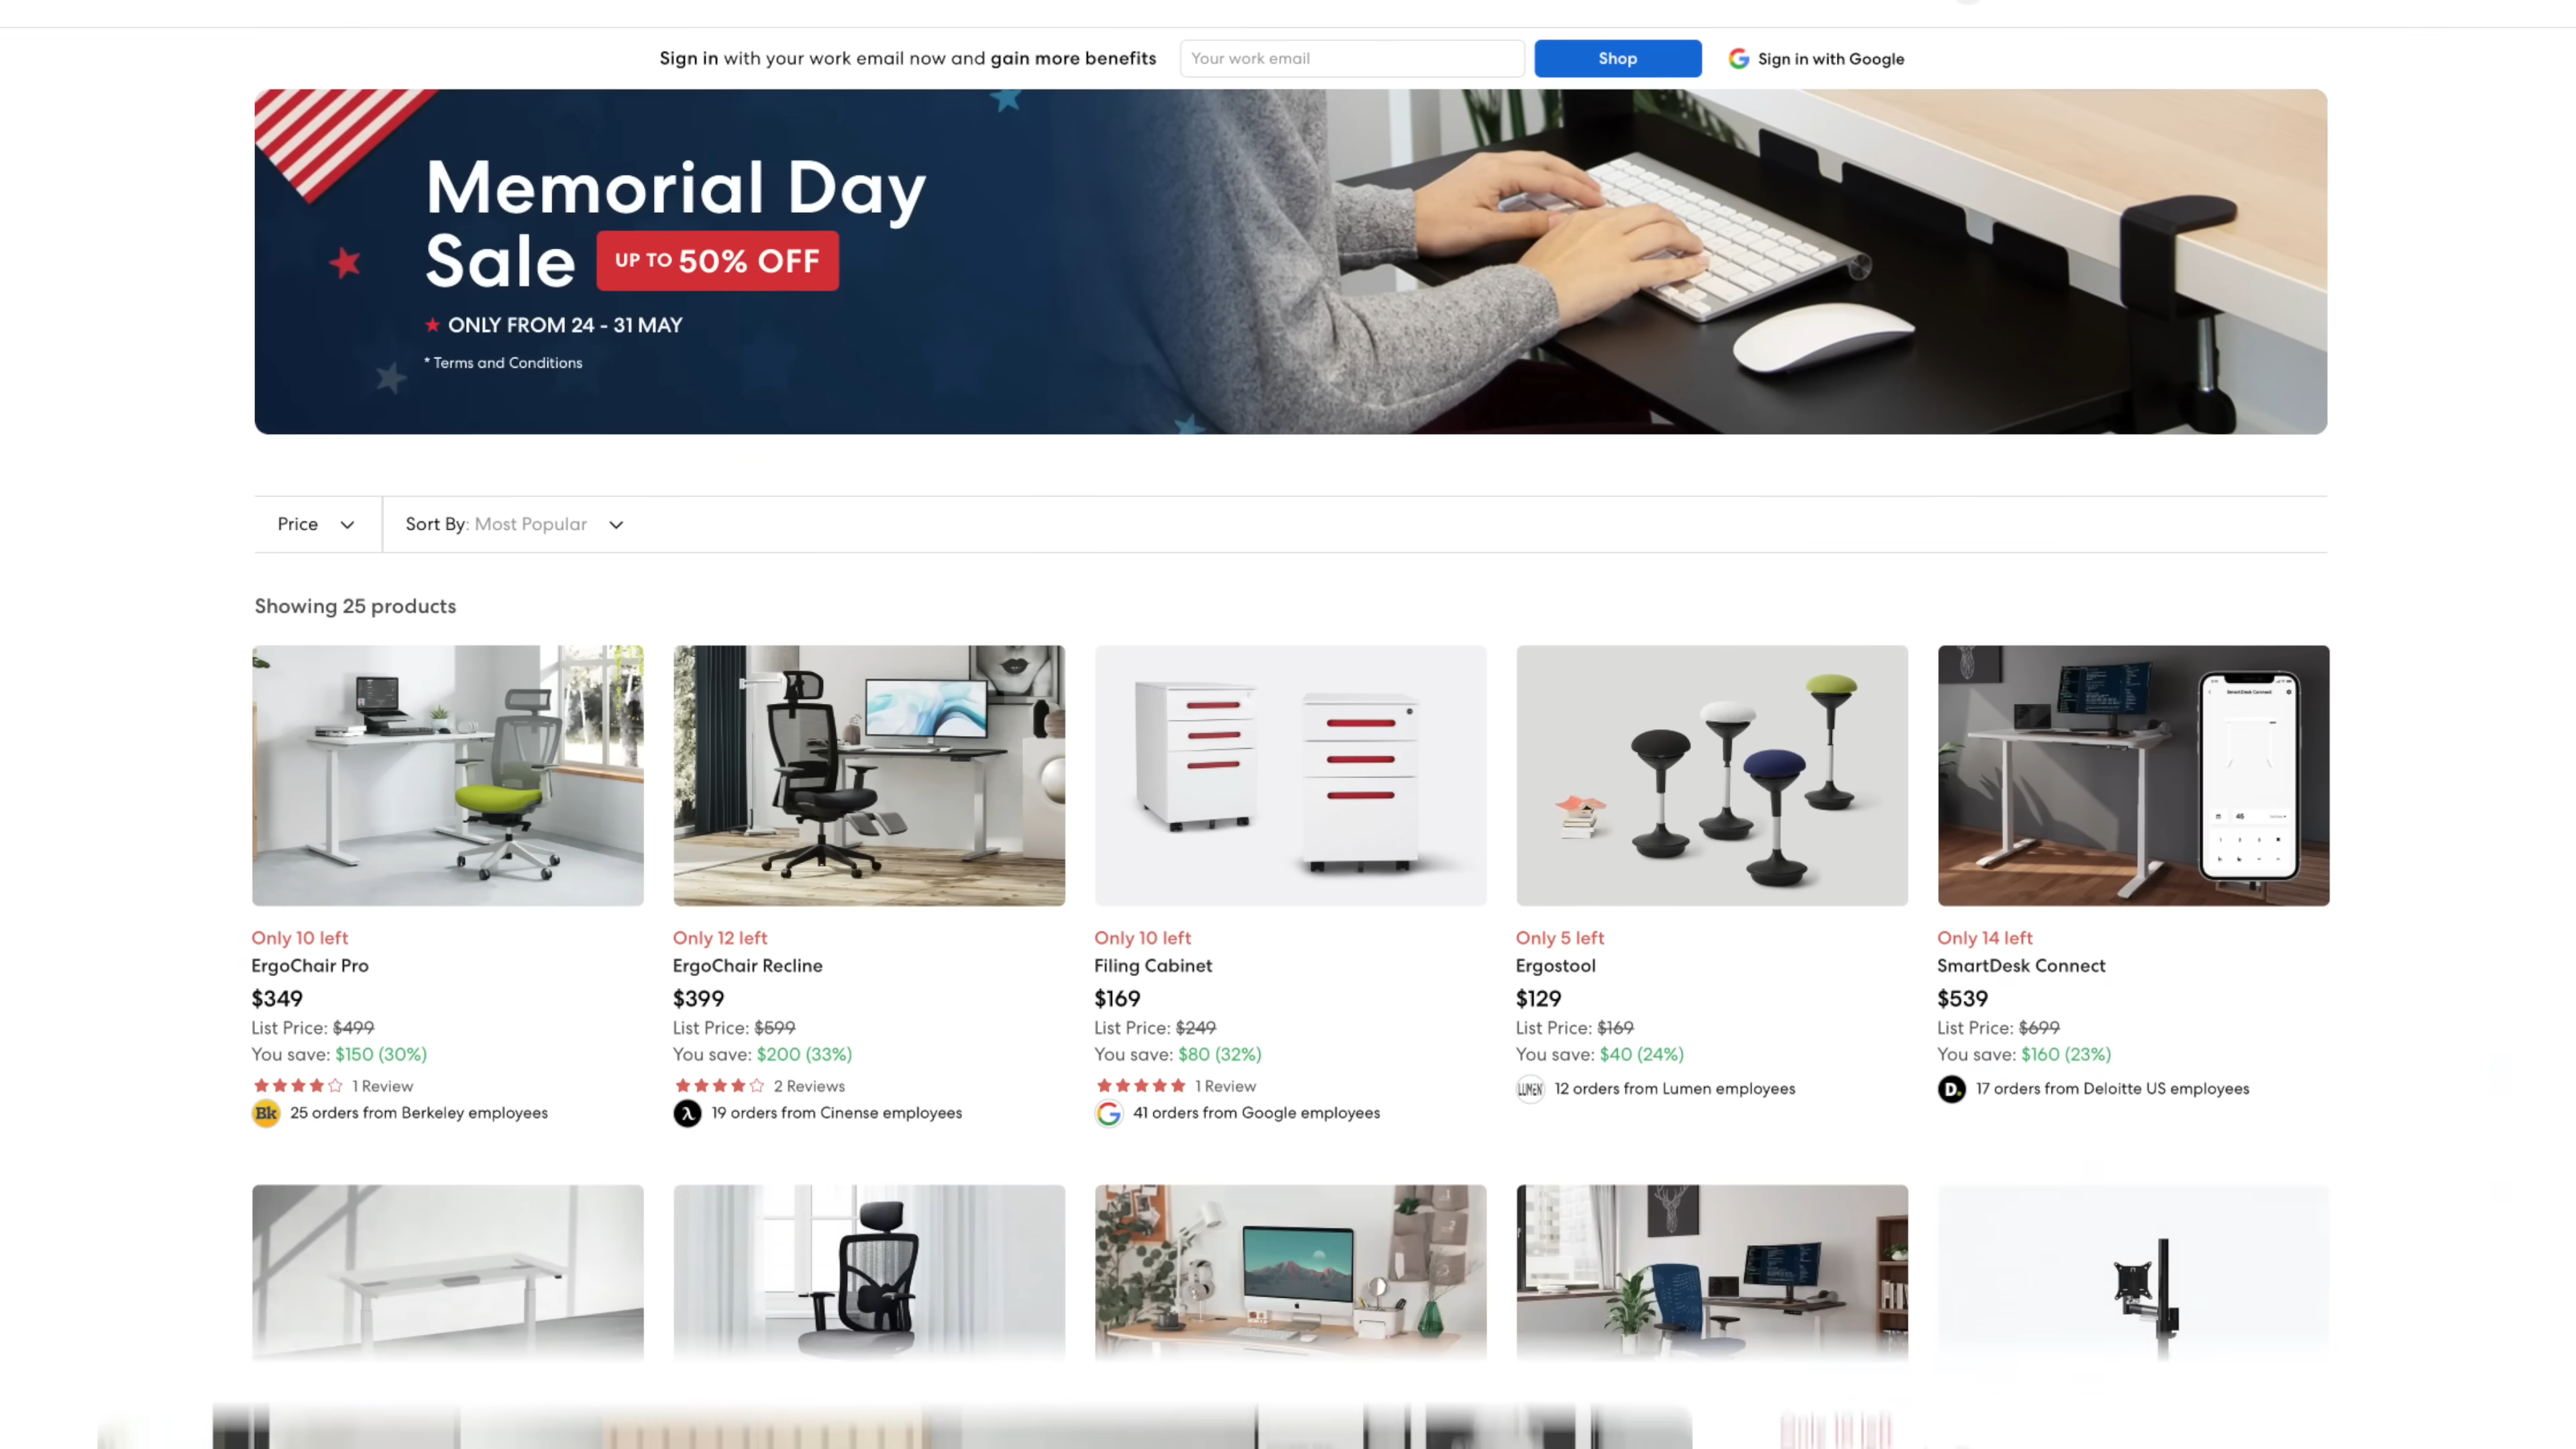 Sign in with your work email now and gain more benefits
Your work email
Shop
Sign in with Google
Memorial Day
Sale UP TO 50% OFF
ONLY FROM 24 - 31 MAY
* Terms and Conditions
Price
Sort By: Most Popular
Showing 25 products
Only 10 left
ErgoChair Pro
$349
List Price: $499
You save: $150 (30%)
1 Review
Bk
25 orders from Berkeley employees
Only 12 left
ErgoChair Recline
$399
List Price: $599
You save: $200 (33%)
2 Reviews
19 orders from Cinense employees
Only 10 left
Filing Cabinet
$169
List Price: $249
You save: $80 (32%)
1 Review
41 orders from Google employees
Only 5 left
Ergostool
$129
List Price: $169
You save: $40 (24%)
LUMEN
12 orders from Lumen employees
SmartDesk Connect
46
Only 14 left
SmartDesk Connect
$539
List Price: $699
You save: $160 (23%)
D.
17 orders from Deloitte US employees